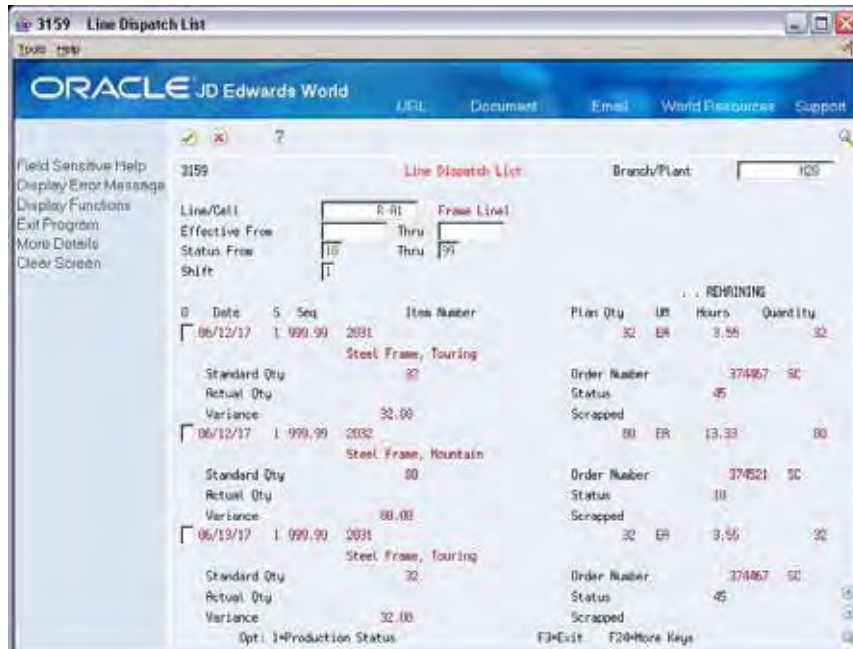 3159 Line Dispatch List
Tools Help
ORACLE JD Edwards World
URL Document Email World Resources Support
?
Field Sensitive Help
Display Error Message
Display Functions
Exit Program
More Details
Clear Screen
3159 Line Dispatch List Branch/Plant M28
Line/Cell R-A1 Frame Line1
Effective From Thru
Status From 10 Thru 99
Shift 1
. . REMAINING
O Date S Seq Item Number Plan Qty UM Hours Quantity
06/12/17 1 999.99 2031 32 EA 3.55 32
Steel Frame, Touring
Standard Qty 32 Order Number 374467 SC
Actual Qty Status 45
Variance 32.00 Scrapped
06/12/17 1 999.99 2032 80 EA 13.33 80
Steel Frame, Mountain
Standard Qty 80 Order Number 374521 SC
Actual Qty Status 10
Variance 80.00 Scrapped
06/13/17 1 999.99 2031 32 EA 3.55 32
Steel Frame, Touring
Standard Qty 32 Order Number 374467 SC
Actual Qty Status 45
Variance 32.00 Scrapped
Opt: 1=Production Status F3=Exit F24=More Keys